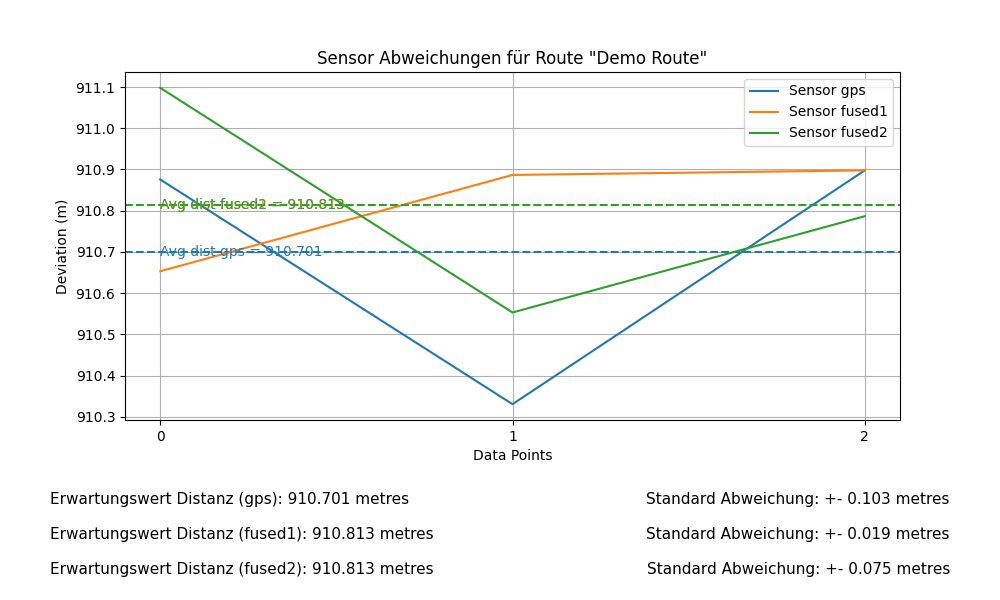 Sensor Abweichungen für Route "Demo Route"
911.1
911.0
910.9
910.8
910.7
910.6
910.5
910.4
910.3
Deviation (m)
Sensor gps
Sensor fused1
Sensor fused2
Avg dist fused2 = 910.813
Avg dist gps = 910.701
0 1 2
Data Points
Erwartungswert Distanz (gps): 910.701 metres Standard Abweichung: +- 0.103 metres
Erwartungswert Distanz (fused1): 910.813 metres Standard Abweichung: +- 0.019 metres
Erwartungswert Distanz (fused2): 910.813 metres Standard Abweichung: +- 0.075 metres